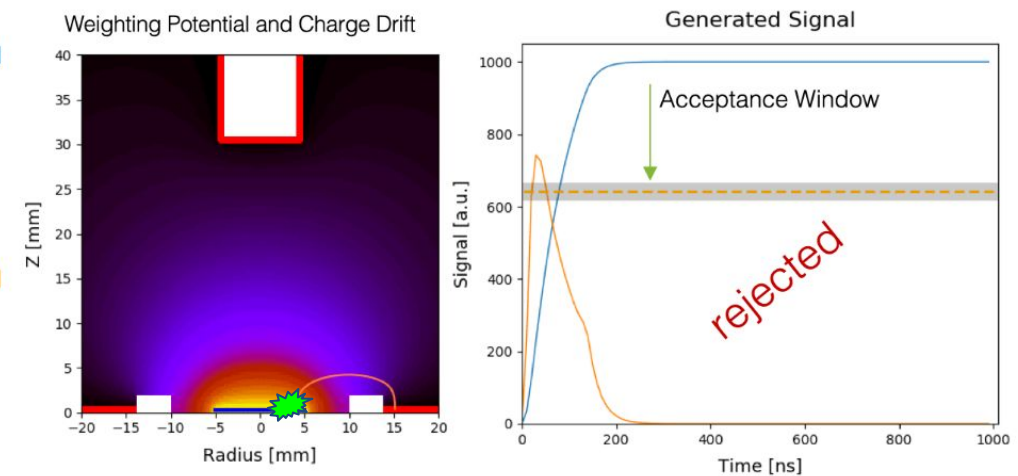 Weighting Potential and Charge Drift
Z [mm]
40
35
30
25
20
15
10
5
0
−20 −15 −10 −5 0 5 10 15 20
Radius [mm]
Generated Signal
Signal [a.u.]
1000
800
600
400
200
0
Acceptance Window
rejected
0 200 400 600 800 1000
Time [ns]